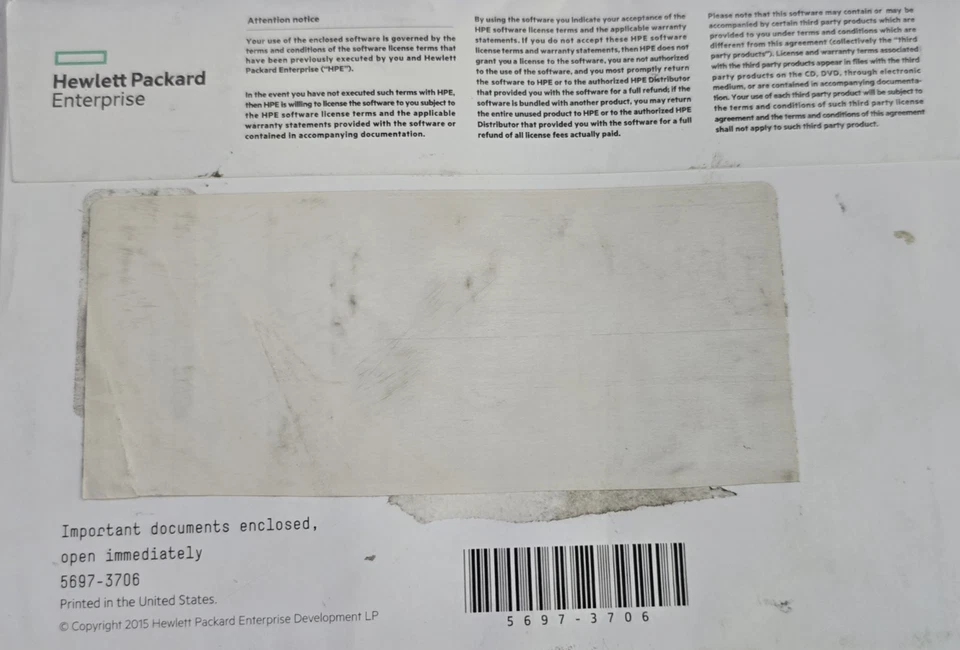 Hewlett Packard
Enterprise
Attention notice
Your use of the enclosed software is governed by the
terms and conditions of the software license terms that
have been previously executed by you and Hewlett
Packard Enterprise ("HPE").
In the event you have not executed such terms with HPE,
then HPE is willing to license the software to you subject to
the HPE software license terms and the applicable
warranty statements provided with the software or
contained in accompanying documentation.
By using the software you indicate your acceptance of the
HPE software license terms and the applicable warranty
statements. If you do not accept these HPE software
license terms and warranty statements, then HPE does not
grant you a license to the software, you are not authorized
to the use of the software, and you most promptly return
the software to HPE or to the authorized HPE Distributor
that provided you with the software for a full refund; if the
software is bundled with another product, you may return
the entire unused product to HPE or to the authorized HPE
Distributor that provided you with the software for a full
refund of all license fees actually paid.
Please note that this software may contain or may be
accompanied by certain third party products which are
provided to you under terms and conditions which are
different from this agreement (collectively the "third
party products"). License and warranty terms associated
with the third party products appear in files with the third
party products on the CD, DVD, through electronic
medium, or are contained in accompanying documenta-
tion. Your use of each third party product will be subject to
the terms and conditions of such third party license
agreement and the terms and conditions of this agreement
shall not apply to such third party product.
Important documents enclosed,
open immediately
5697-3706
Printed in the United States.
© Copyright 2015 Hewlett Packard Enterprise Development LP
5697-3706